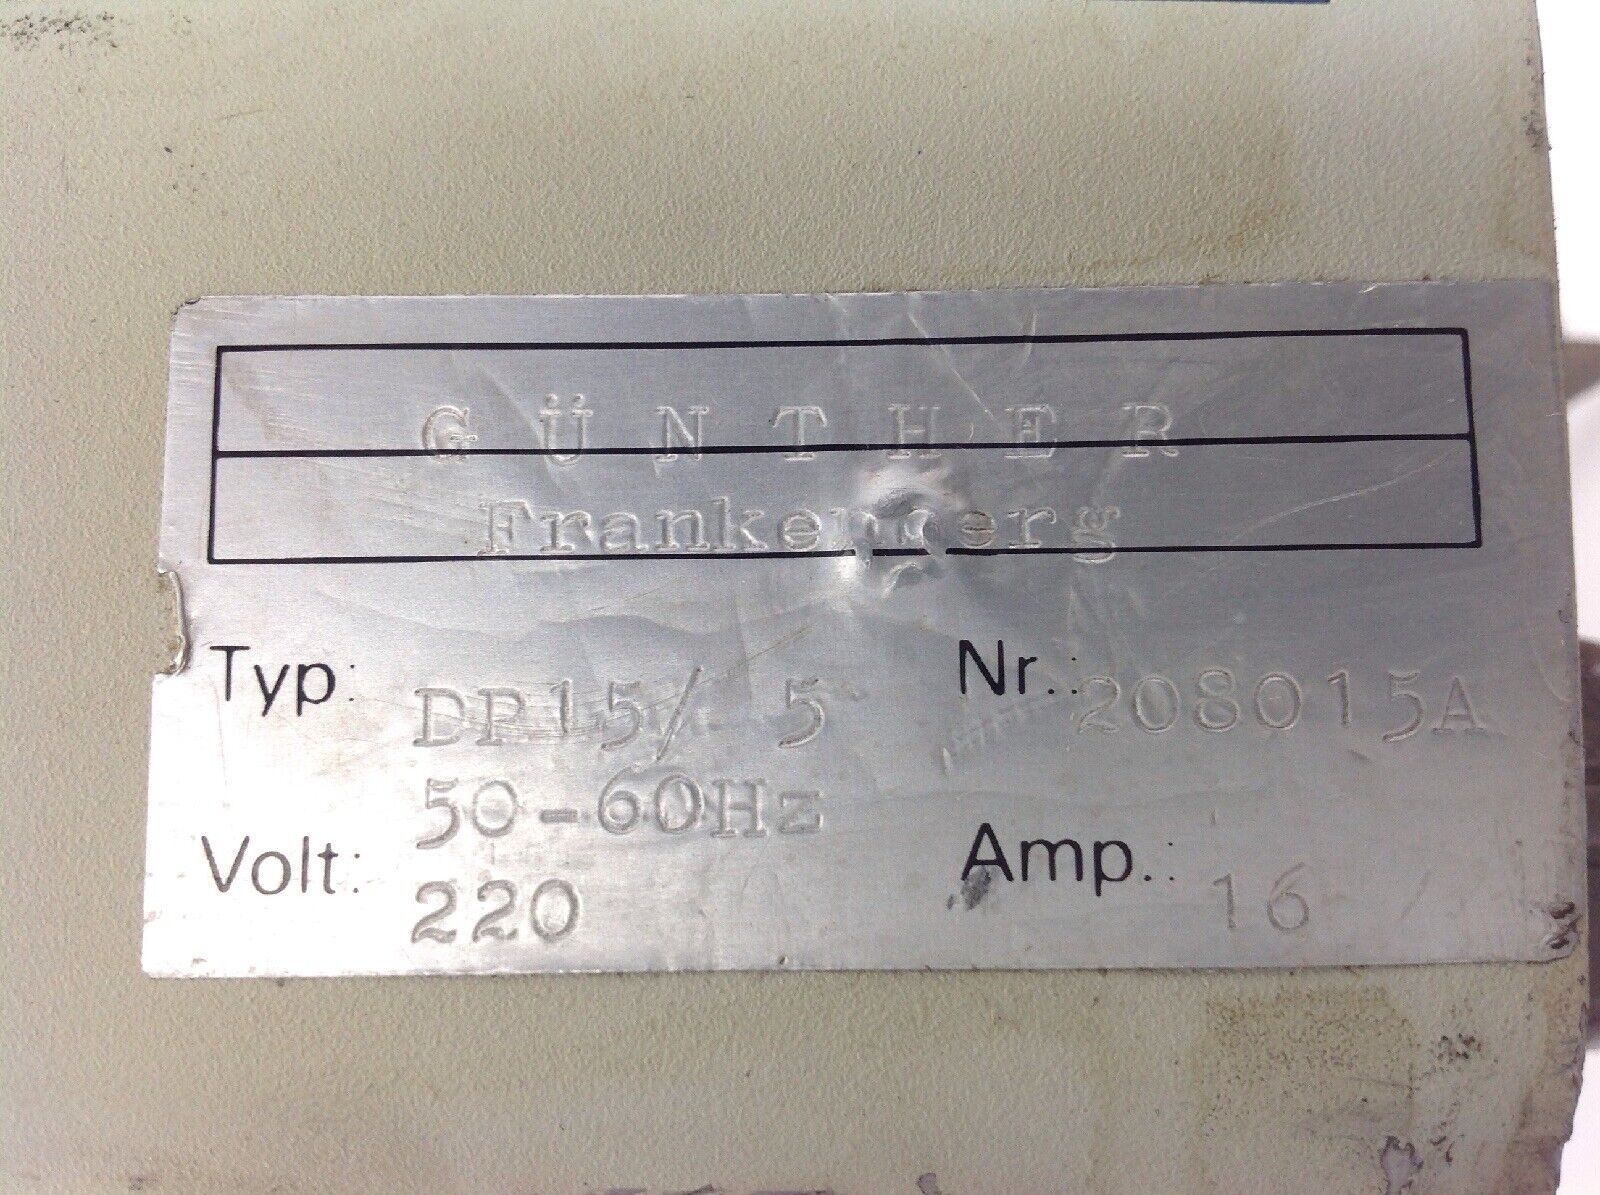 GÜNTHER
Frankenberg
Typ: DP15/ 5 Nr.: 208015A
50-60Hz
Volt: 220 Amp.: 16